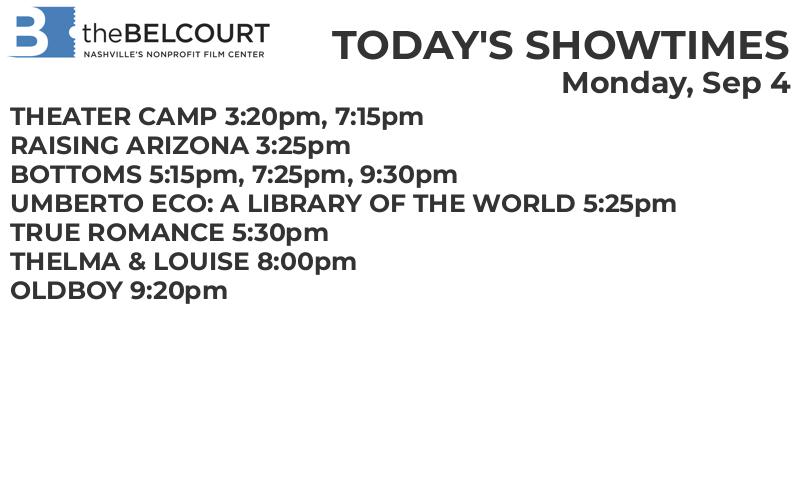 B theBELCOURT
NASHVILLE'S NONPROFIT FILM CENTER
TODAY'S SHOWTIMES
Monday, Sep 4
THEATER CAMP 3:20pm, 7:15pm
RAISING ARIZONA 3:25pm
BOTTOMS 5:15pm, 7:25pm, 9:30pm
UMBERTO ECO: A LIBRARY OF THE WORLD 5:25pm
TRUE ROMANCE 5:30pm
THELMA & LOUISE 8:00pm
OLDBOY 9:20pm